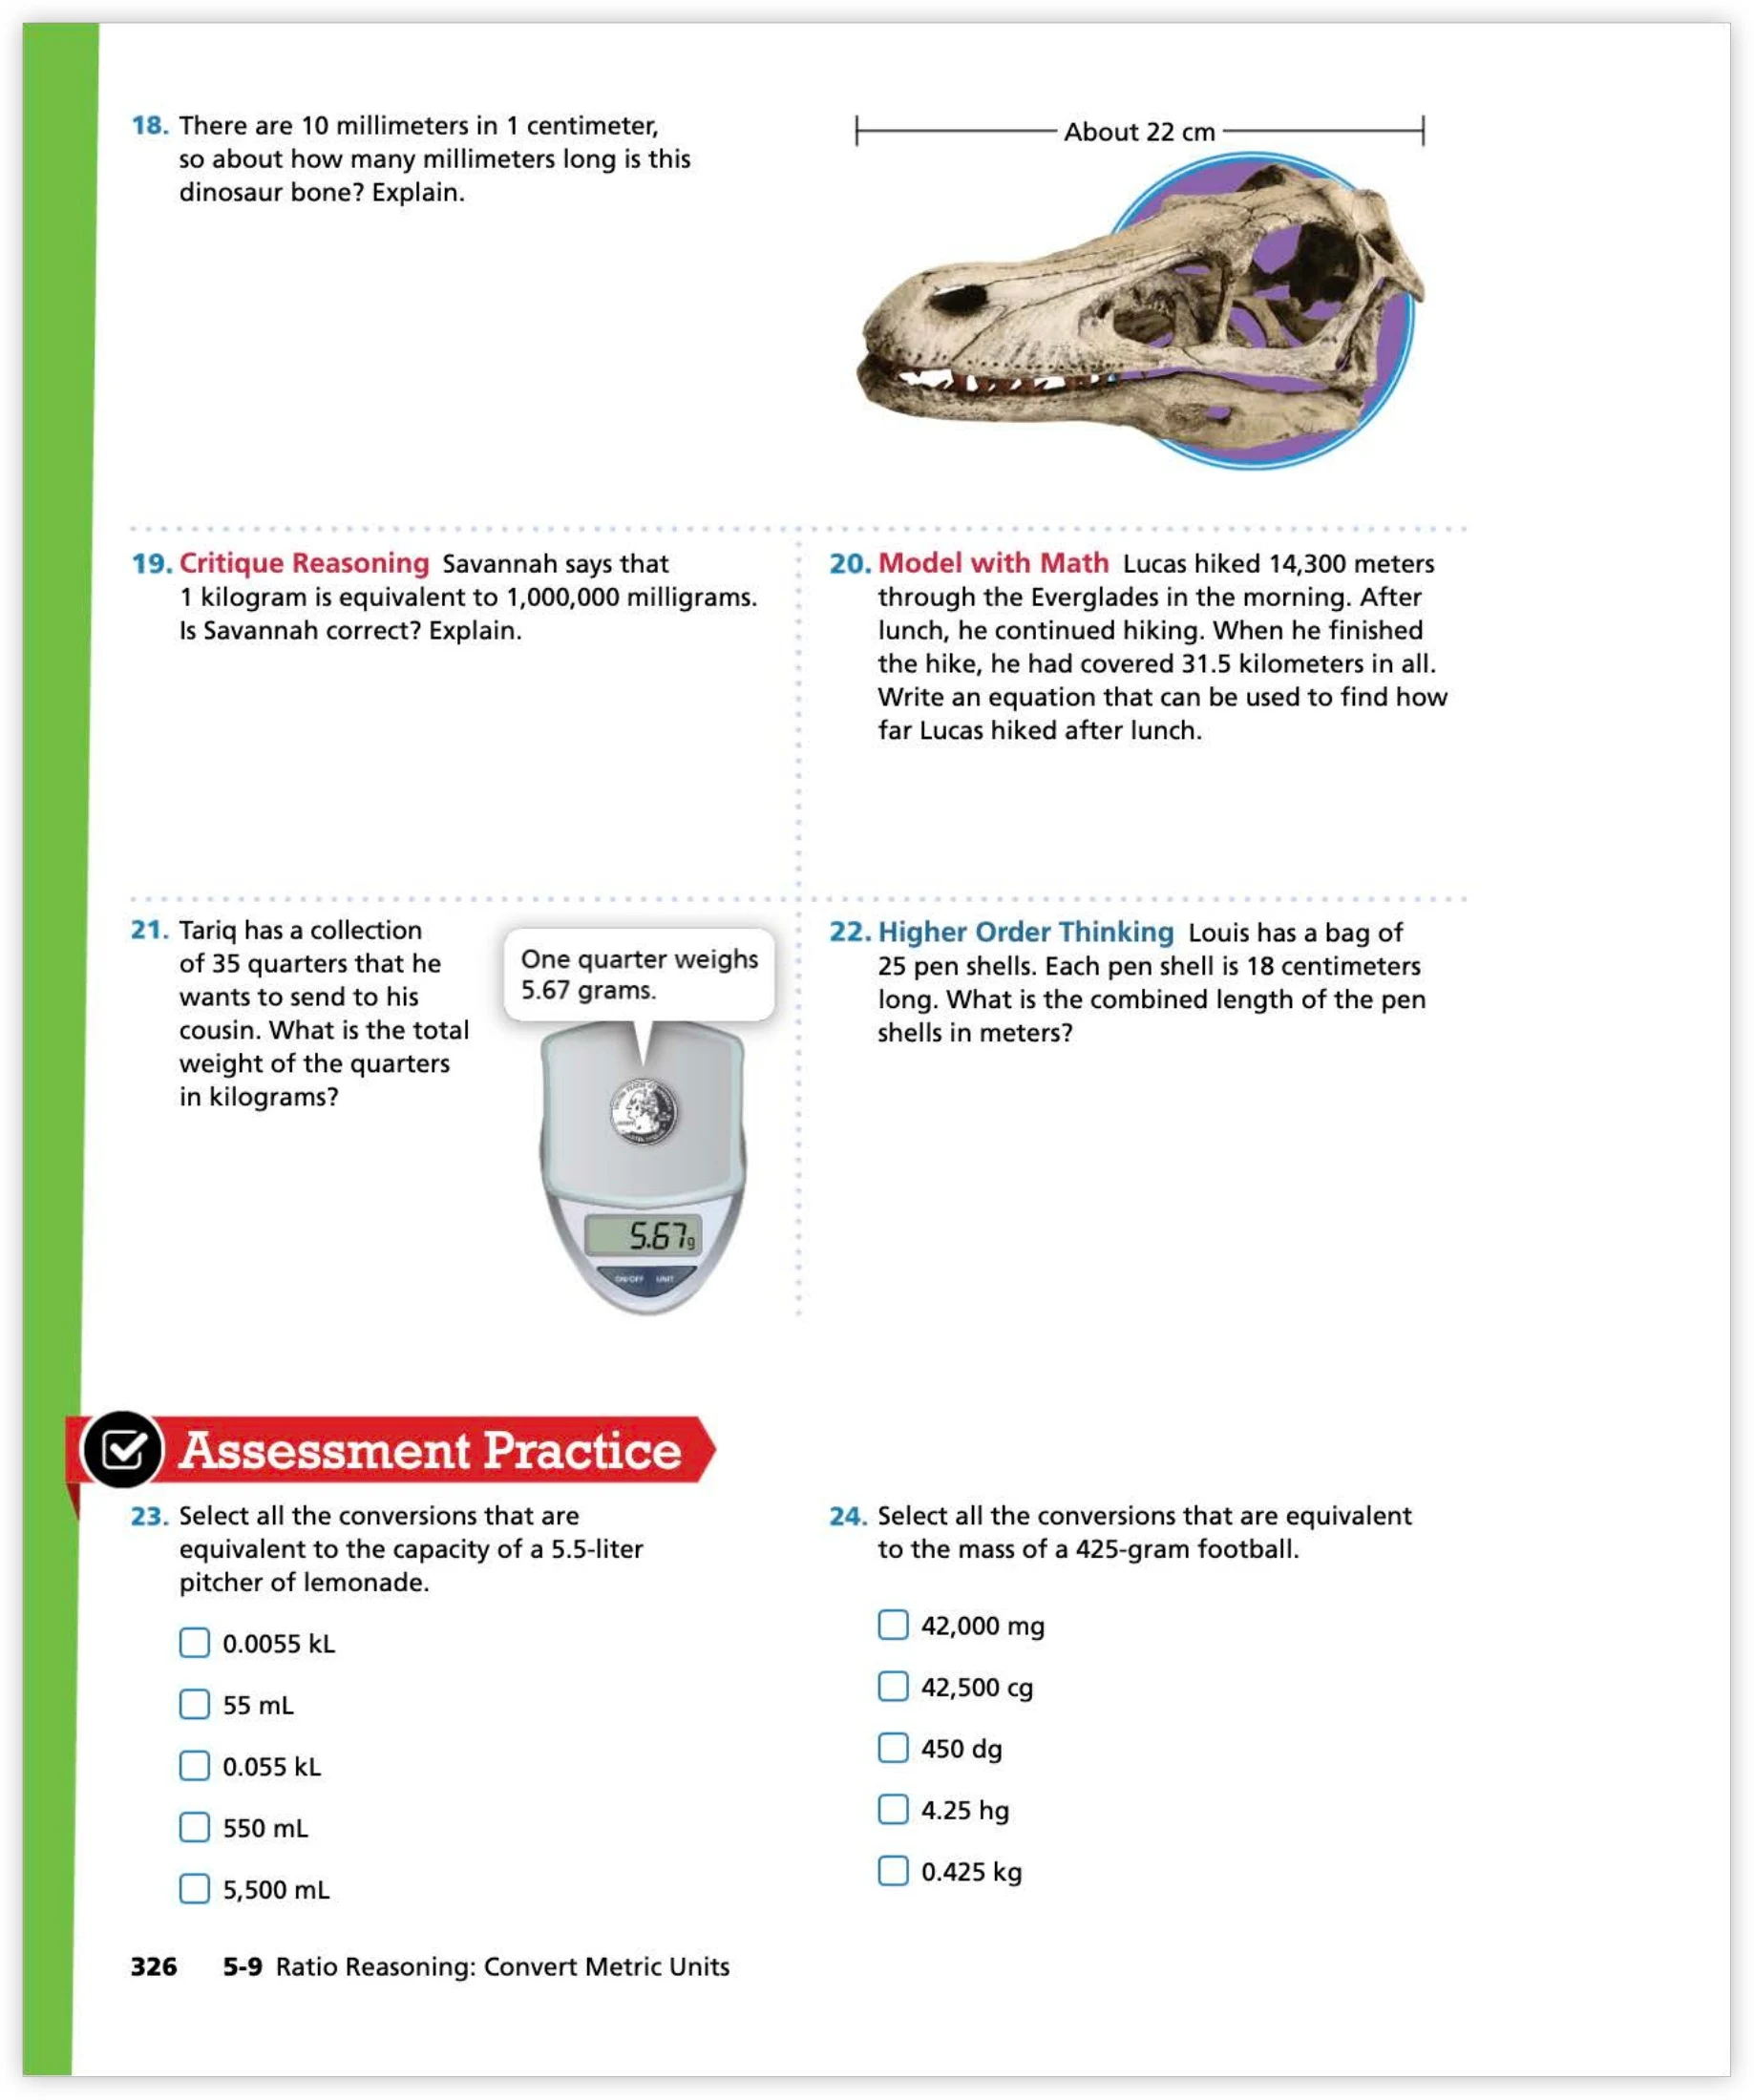 18. There are 10 millimeters in 1 centimeter,
so about how many millimeters long is this
dinosaur bone? Explain.
About 22 cm
19. Critique Reasoning Savannah says that
1 kilogram is equivalent to 1,000,000 milligrams.
Is Savannah correct? Explain.
20. Model with Math Lucas hiked 14,300 meters
through the Everglades in the morning. After
lunch, he continued hiking. When he finished
the hike, he had covered 31.5 kilometers in all.
Write an equation that can be used to find how
far Lucas hiked after lunch.
21. Tariq has a collection
of 35 quarters that he
wants to send to his
cousin. What is the total
weight of the quarters
in kilograms?
One quarter weighs
5.67 grams.
5.67g
ON/OFF UNIT
22. Higher Order Thinking Louis has a bag of
25 pen shells. Each pen shell is 18 centimeters
long. What is the combined length of the pen
shells in meters?
Assessment Practice
23. Select all the conversions that are
equivalent to the capacity of a 5.5-liter
pitcher of lemonade.
0.0055 kL
55 mL
0.055 kL
550 mL
5,500 mL
24. Select all the conversions that are equivalent
to the mass of a 425-gram football.
42,000 mg
42,500 cg
450 dg
4.25 hg
0.425 kg
326 5-9 Ratio Reasoning: Convert Metric Units